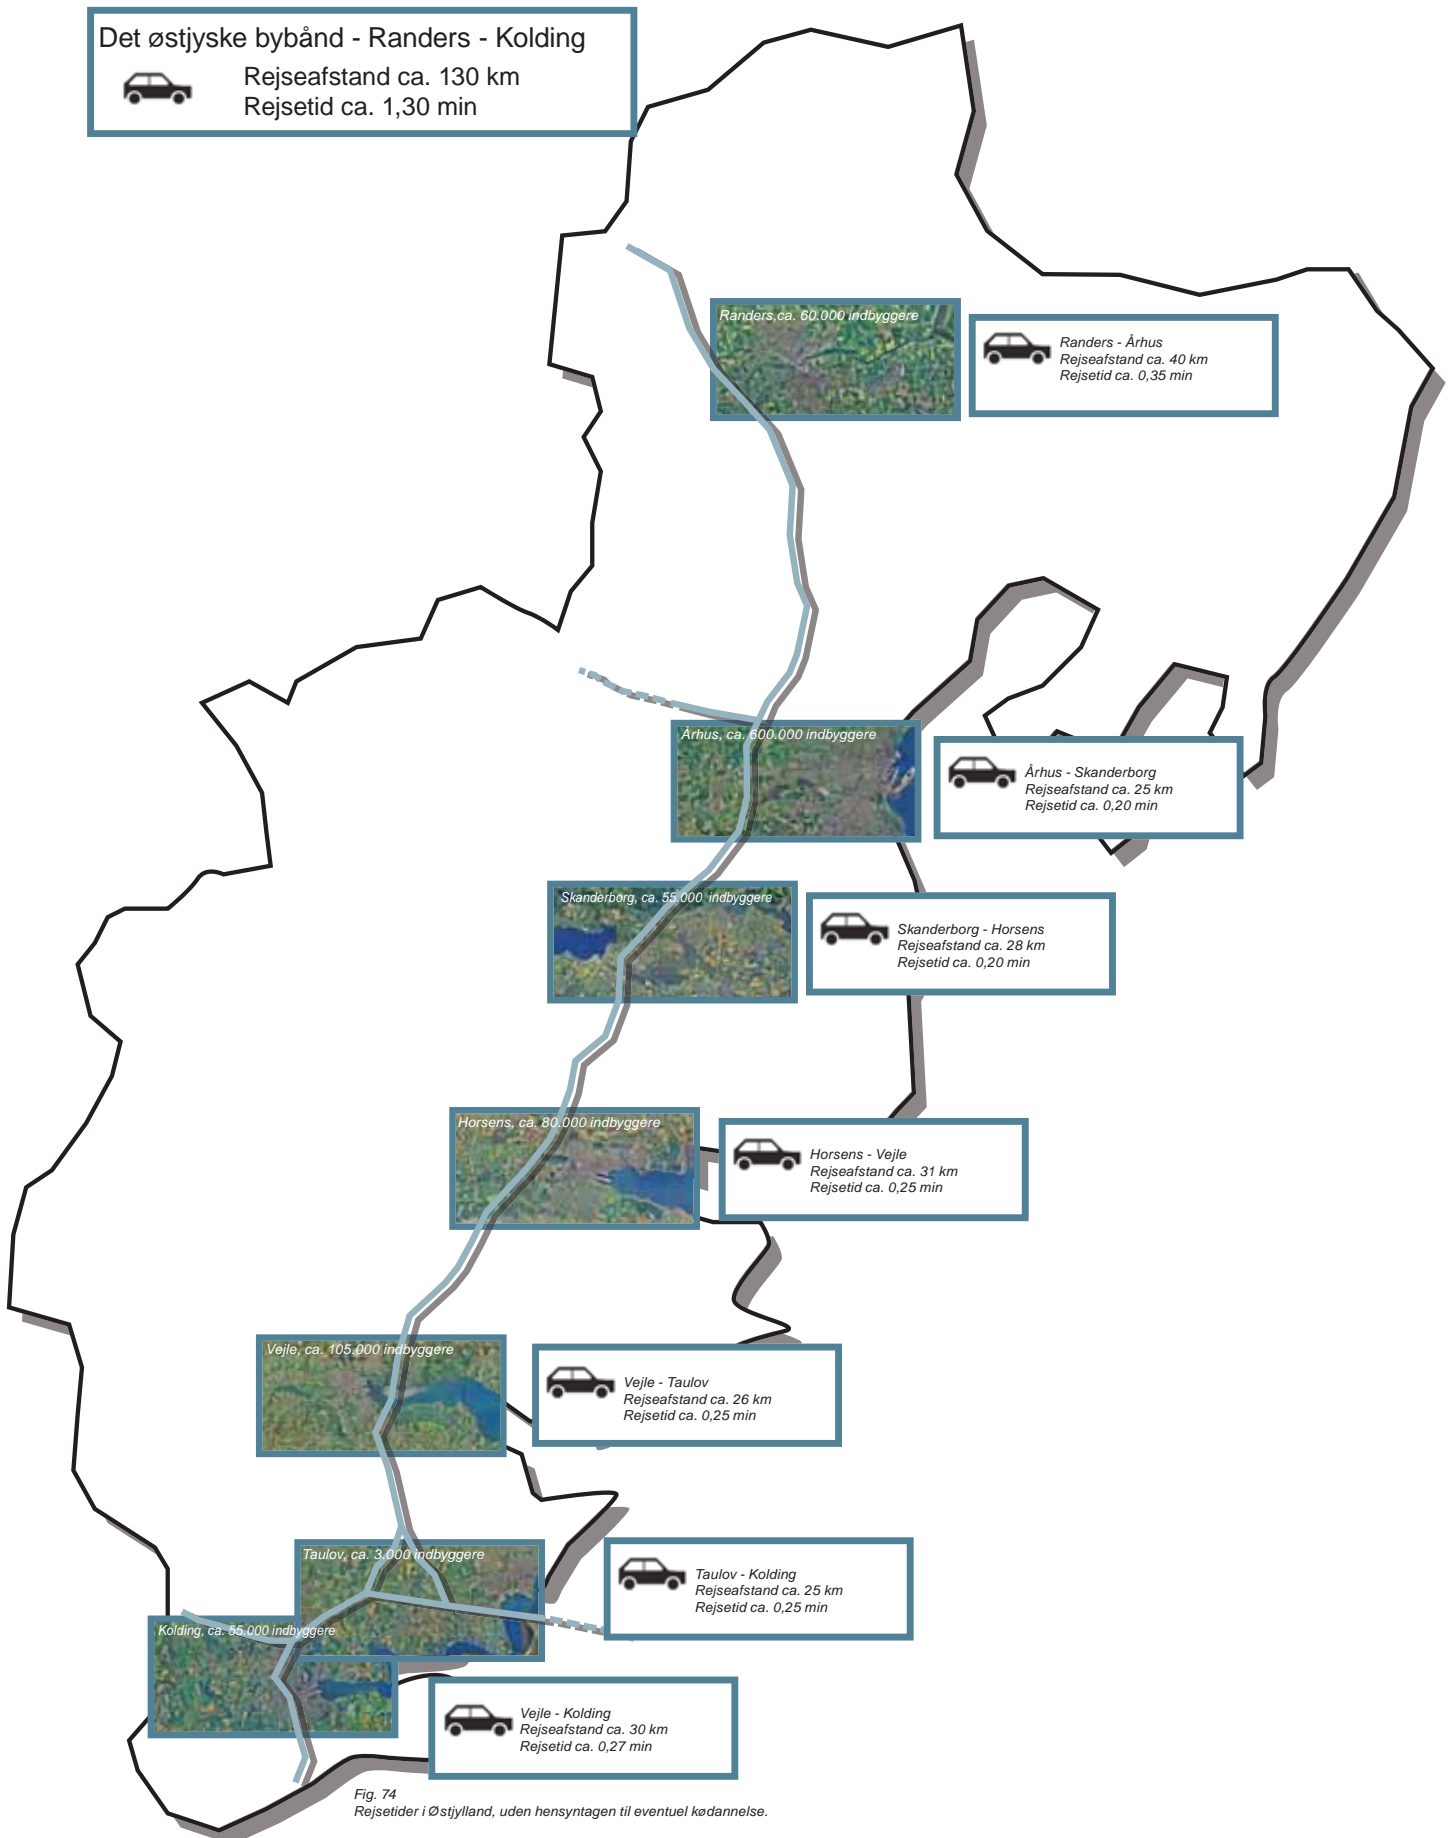 Det østjyske bybånd - Randers - Kolding
Rejseafstand ca. 130 km
Rejsetid ca. 1,30 min
Randers,ca. 60.000 indbyggere
Randers - Århus
Rejseafstand ca. 40 km
Rejsetid ca. 0,35 min
Århus, ca. 600.000 indbyggere
Århus - Skanderborg
Rejseafstand ca. 25 km
Rejsetid ca. 0,20 min
Skanderborg, ca. 55.000 indbyggere
Skanderborg - Horsens
Rejseafstand ca. 28 km
Rejsetid ca. 0,20 min
Horsens, ca. 80.000 indbyggere
Horsens - Vejle
Rejseafstand ca. 31 km
Rejsetid ca. 0,25 min
Vejle, ca. 105.000 indbyggere
Vejle - Taulov
Rejseafstand ca. 26 km
Rejsetid ca. 0,25 min
Taulov, ca. 3.000 indbyggere
Taulov - Kolding
Rejseafstand ca. 25 km
Rejsetid ca. 0,25 min
Kolding, ca. 55.000 indbyggere
Vejle - Kolding
Rejseafstand ca. 30 km
Rejsetid ca. 0,27 min
Fig. 74
Rejsetider i Østjylland, uden hensyntagen til eventuel kødannelse.